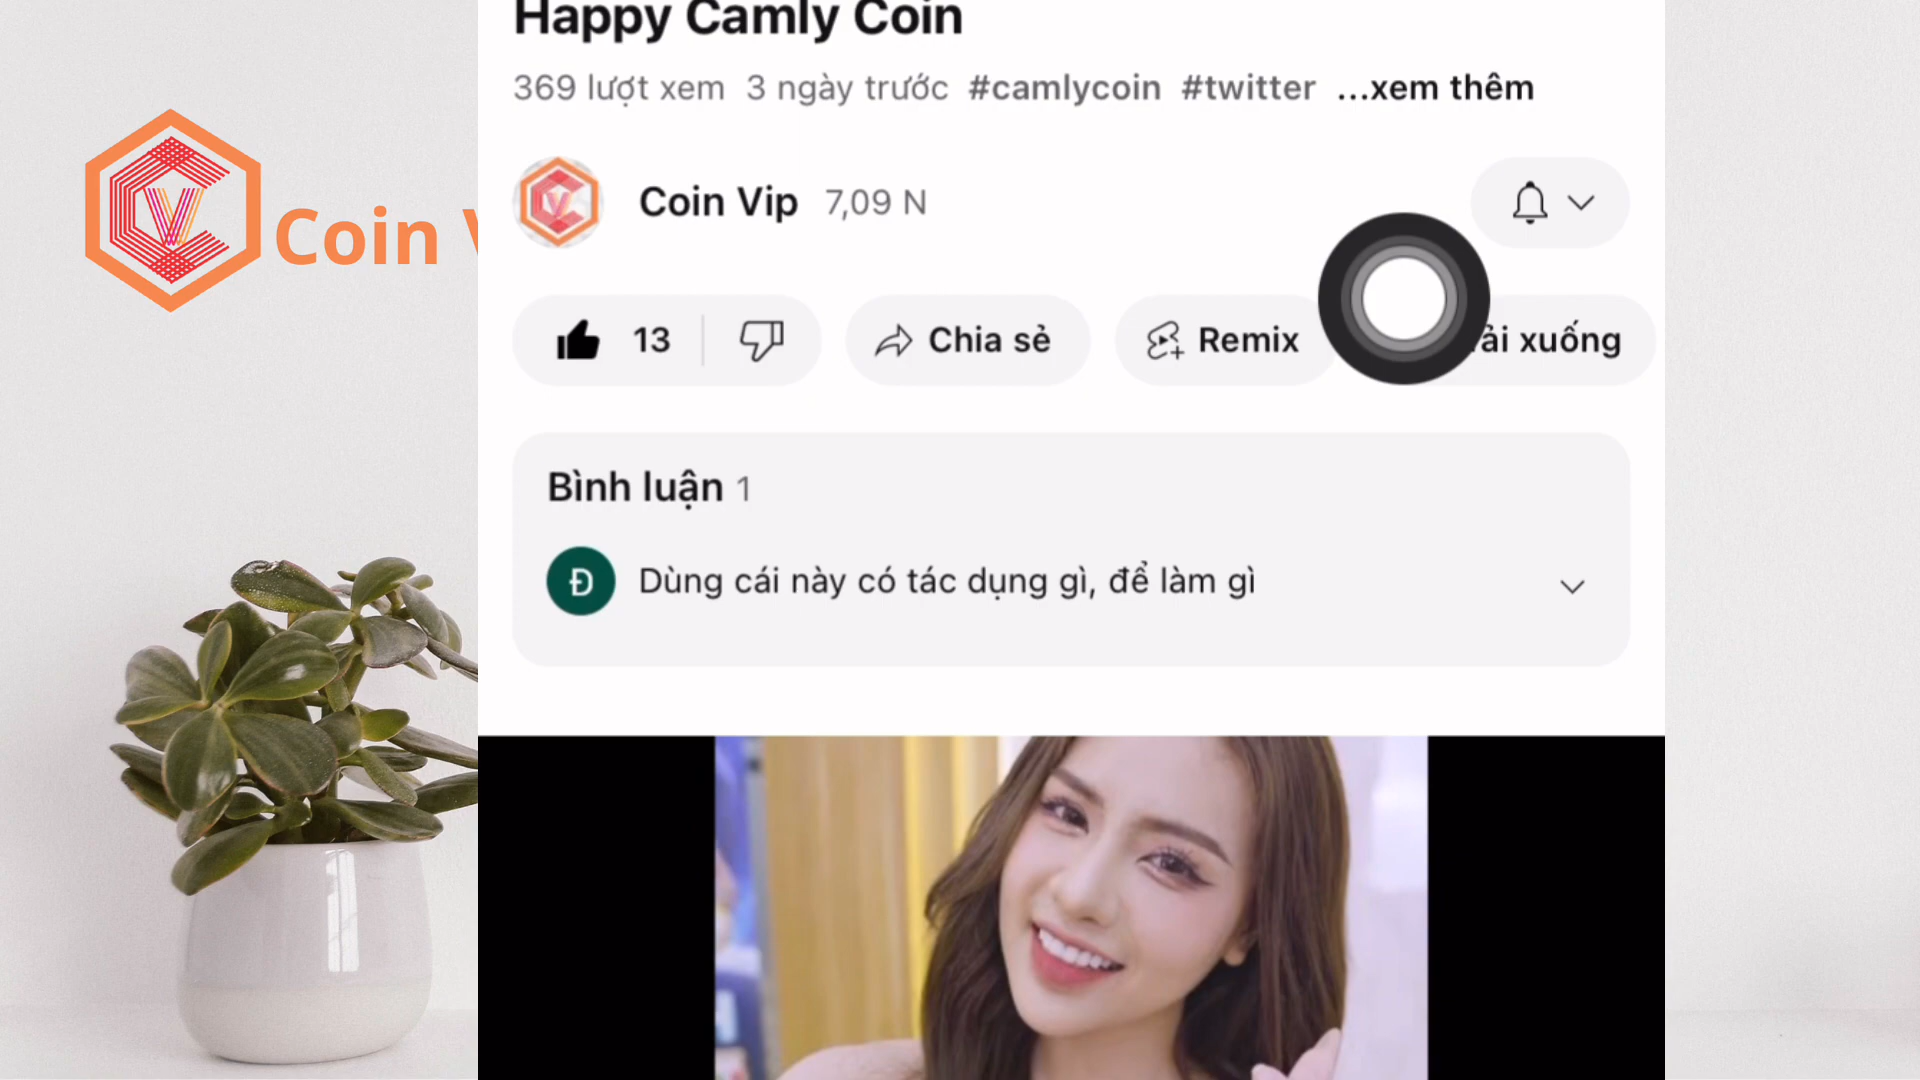 Happy Camly Coin
369 lượt xem 3 ngày trước #camlycoin #twitter ...xem thêm
Coin
Coin Vip 7,09 N
13 Chia sẻ Remix ải xuống
Bình luận 1
Đ Dùng cái này có tác dụng gì, để làm gì